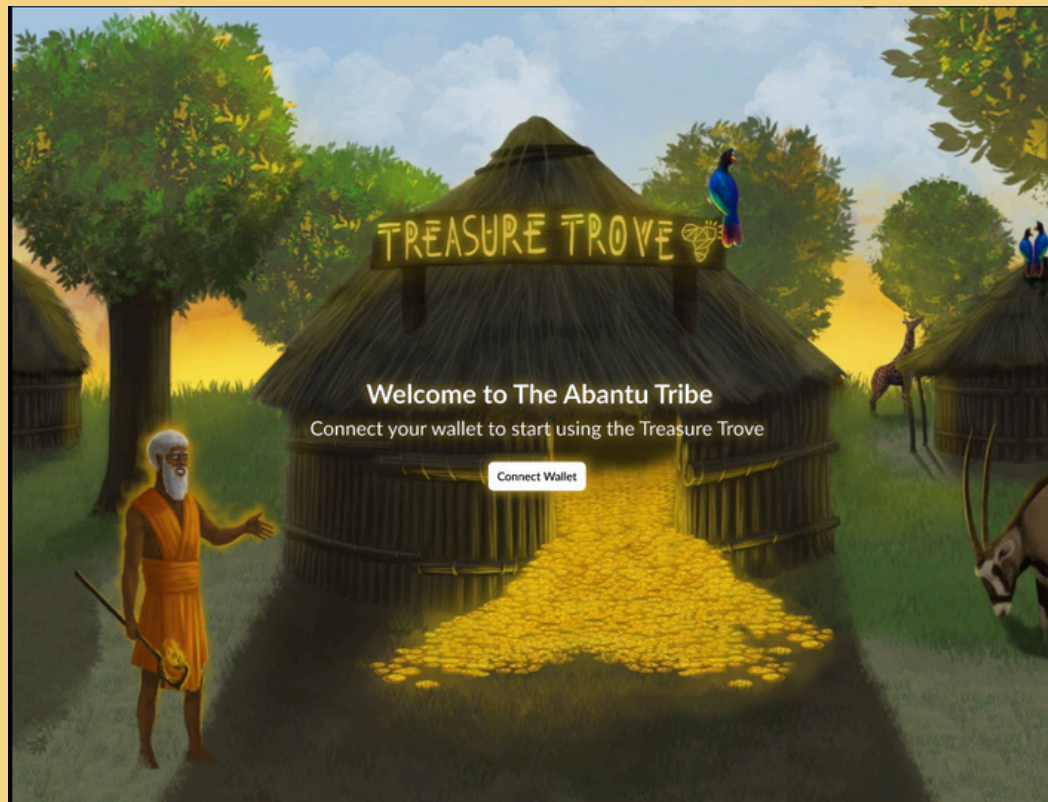 TREASURE TROVE
Welcome to The Abantu Tribe
Connect your wallet to start using the Treasure Trove
Connect Wallet